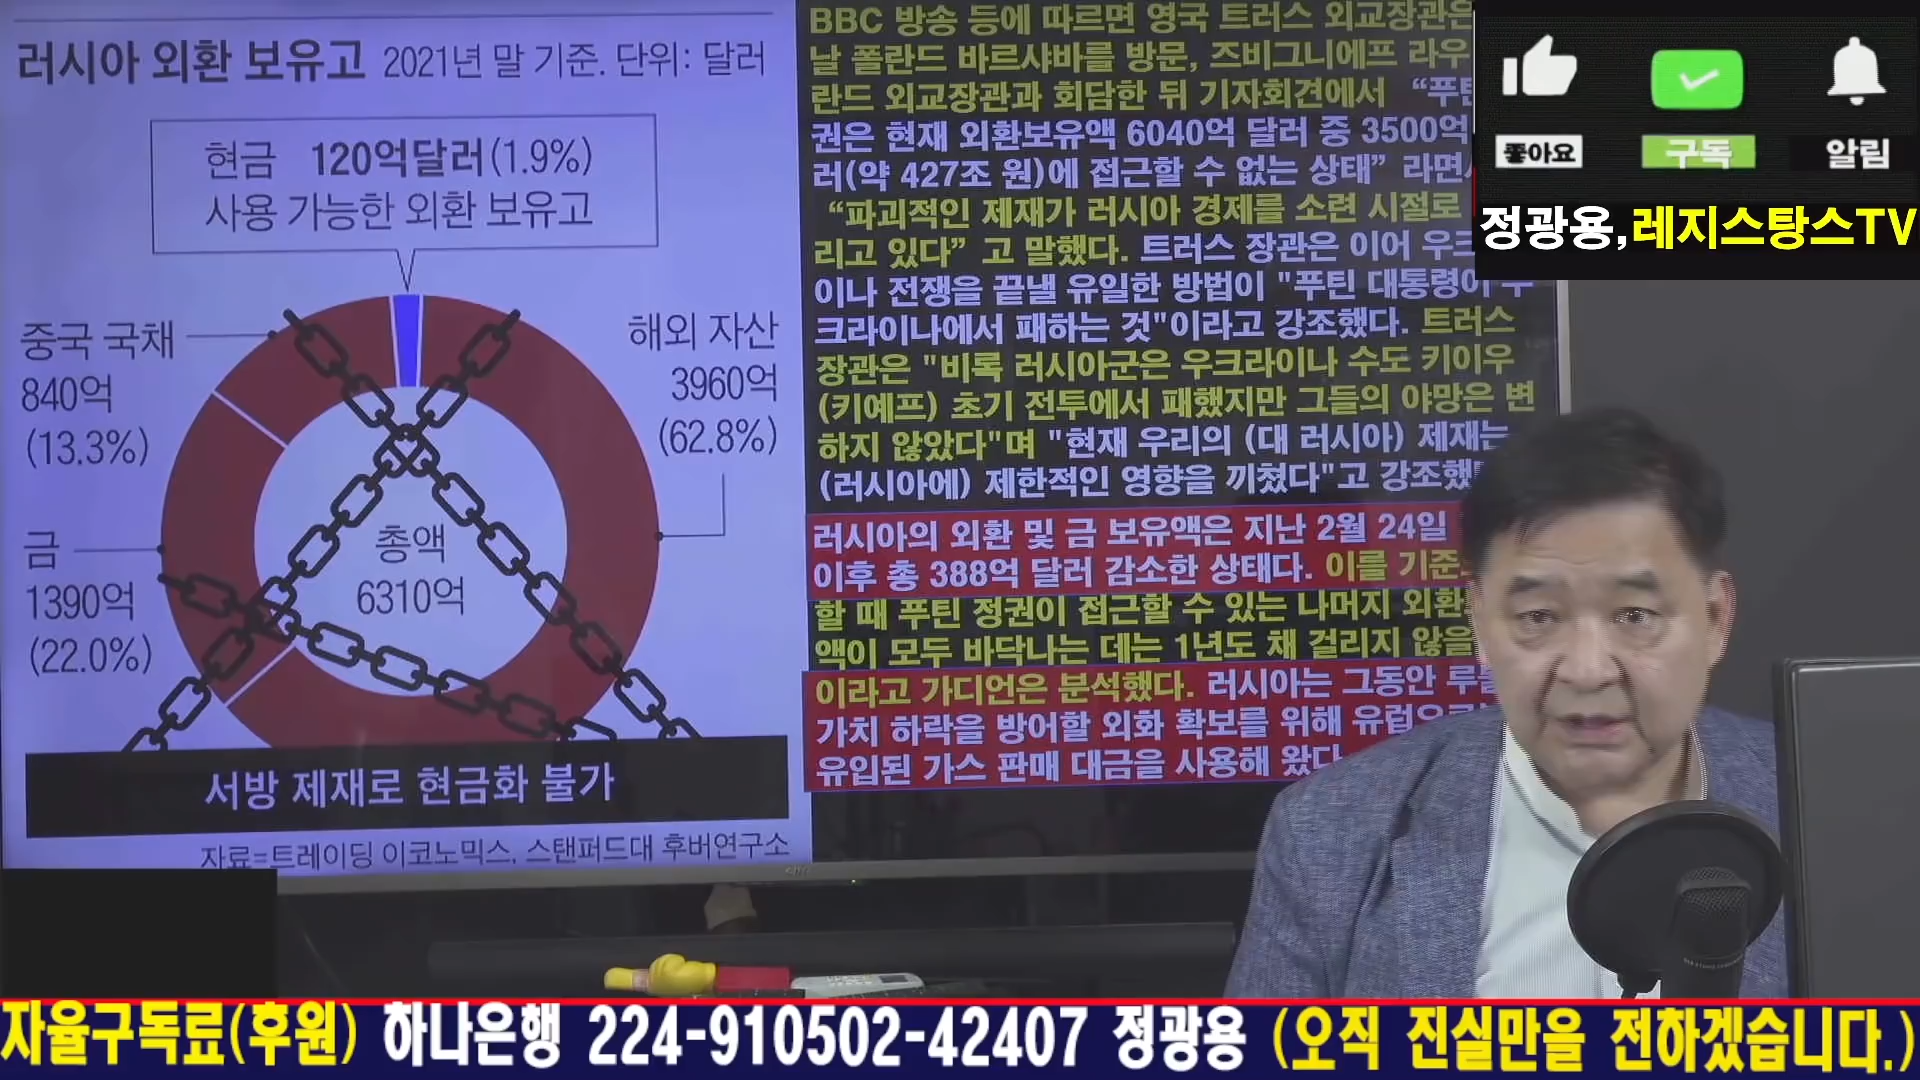 러시아 외환 보유고 2021년 말 기준. 단위: 달러
현금 120억달러(1.9%)
사용 가능한 외환 보유고
중국 국채
840억
(13.3%)
해외 자산
3960억
(62.8%)
금
1390억
(22.0%)
총액
6310억
서방 제재로 현금화 불가
자료=트레이딩 이코노믹스, 스탠퍼드대 후버연구소
BBC 방송 등에 따르면 영국 트러스 외교장관은
날 폴란드 바르샤바를 방문, 즈비그니에프 라우
란드 외교장관과 회담한 뒤 기자회견에서 “푸틴
권은 현재 외환보유액 6040억 달러 중 3500억
러(약 427조 원)에 접근할 수 없는 상태” 라면서
“파괴적인 제재가 러시아 경제를 소련 시절로
리고 있다” 고 말했다. 트러스 장관은 이어 우크
이나 전쟁을 끝낼 유일한 방법이 "푸틴 대통령이 우
크라이나에서 패하는 것"이라고 강조했다. 트러스
장관은 "비록 러시아군은 우크라이나 수도 키이우
(키예프) 초기 전투에서 패했지만 그들의 야망은 변
하지 않았다"며 "현재 우리의 (대 러시아) 제재는
(러시아에) 제한적인 영향을 끼쳤다"고 강조했
러시아의 외환 및 금 보유액은 지난 2월 24일
이후 총 388억 달러 감소한 상태다. 이를 기준
할 때 푸틴 정권이 접근할 수 있는 나머지 외환
액이 모두 바닥나는 데는 1년도 채 걸리지 않을
이라고 가디언은 분석했다. 러시아는 그동안 루블
가치 하락을 방어할 외화 확보를 위해 유럽으로부
유입된 가스 판매 대금을 사용해 왔다
좋아요 구독 알림
정광용,레지스탕스TV
자율구독료(후원) 하나은행 224-910502-42407 정광용 (오직 진실만을 전하겠습니다.)